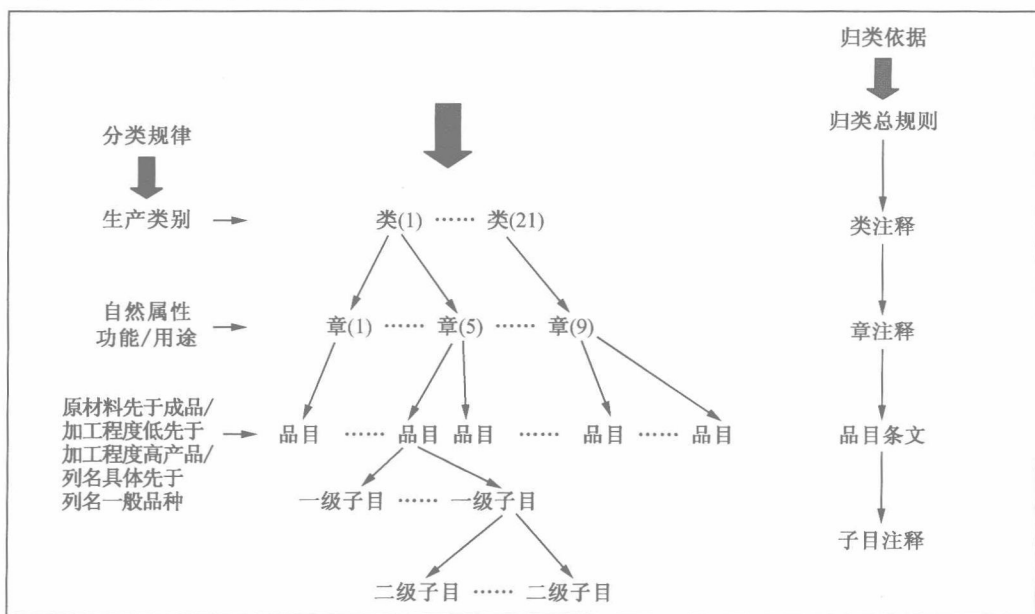 归类依据
归类总规则
分类规律
生产类别
类(1) …… 类(21)
类注释
自然属性
功能/用途
章(1) …… 章(5) …… 章(9)
章注释
原材料先于成品/
加工程度低先于
加工程度高产品/
列名具体先于
列名一般品种
品目 …… 品目 品目 …… 品目 …… 品目
品目条文
一级子目 …… 一级子目
子目注释
二级子目 …… 二级子目